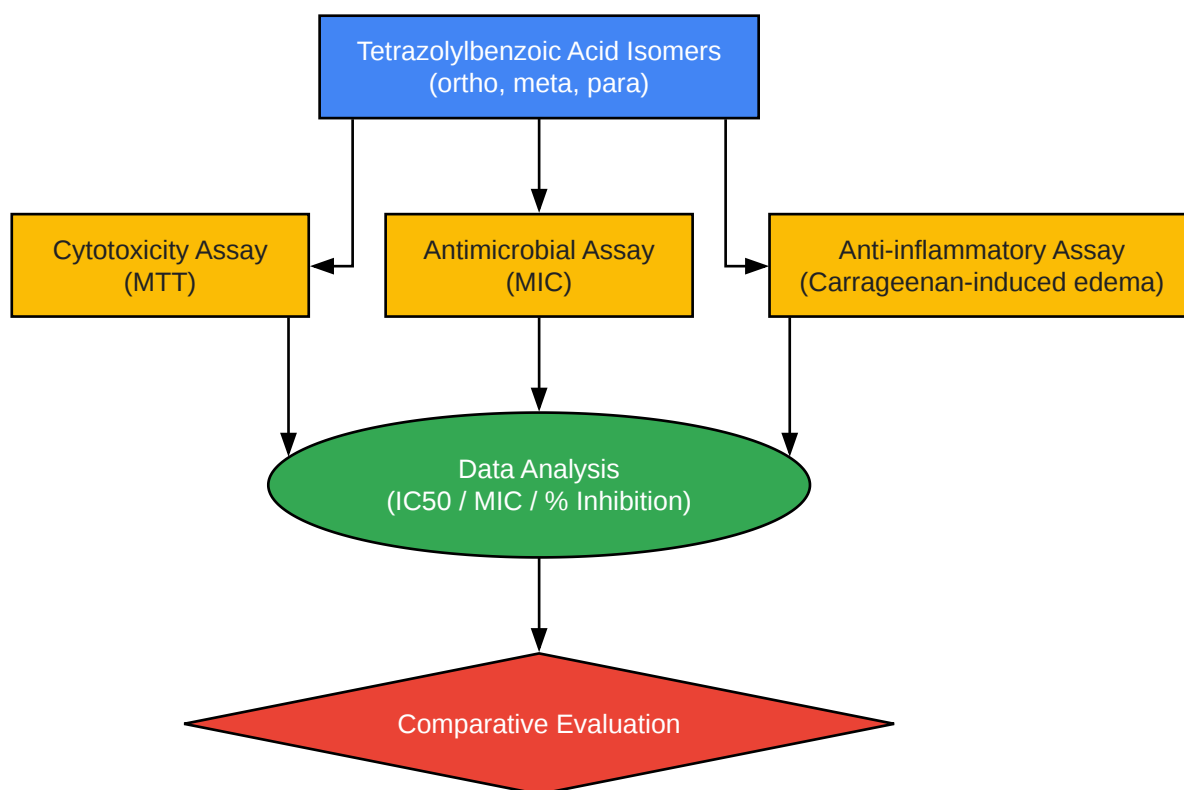 Tetrazolylbenzoic Acid Isomers
(ortho, meta, para)
Cytotoxicity Assay
(MTT)
Antimicrobial Assay
(MIC)
Anti-inflammatory Assay
(Carrageenan-induced edema)
Data Analysis
(IC50 / MIC / % Inhibition)
Comparative Evaluation